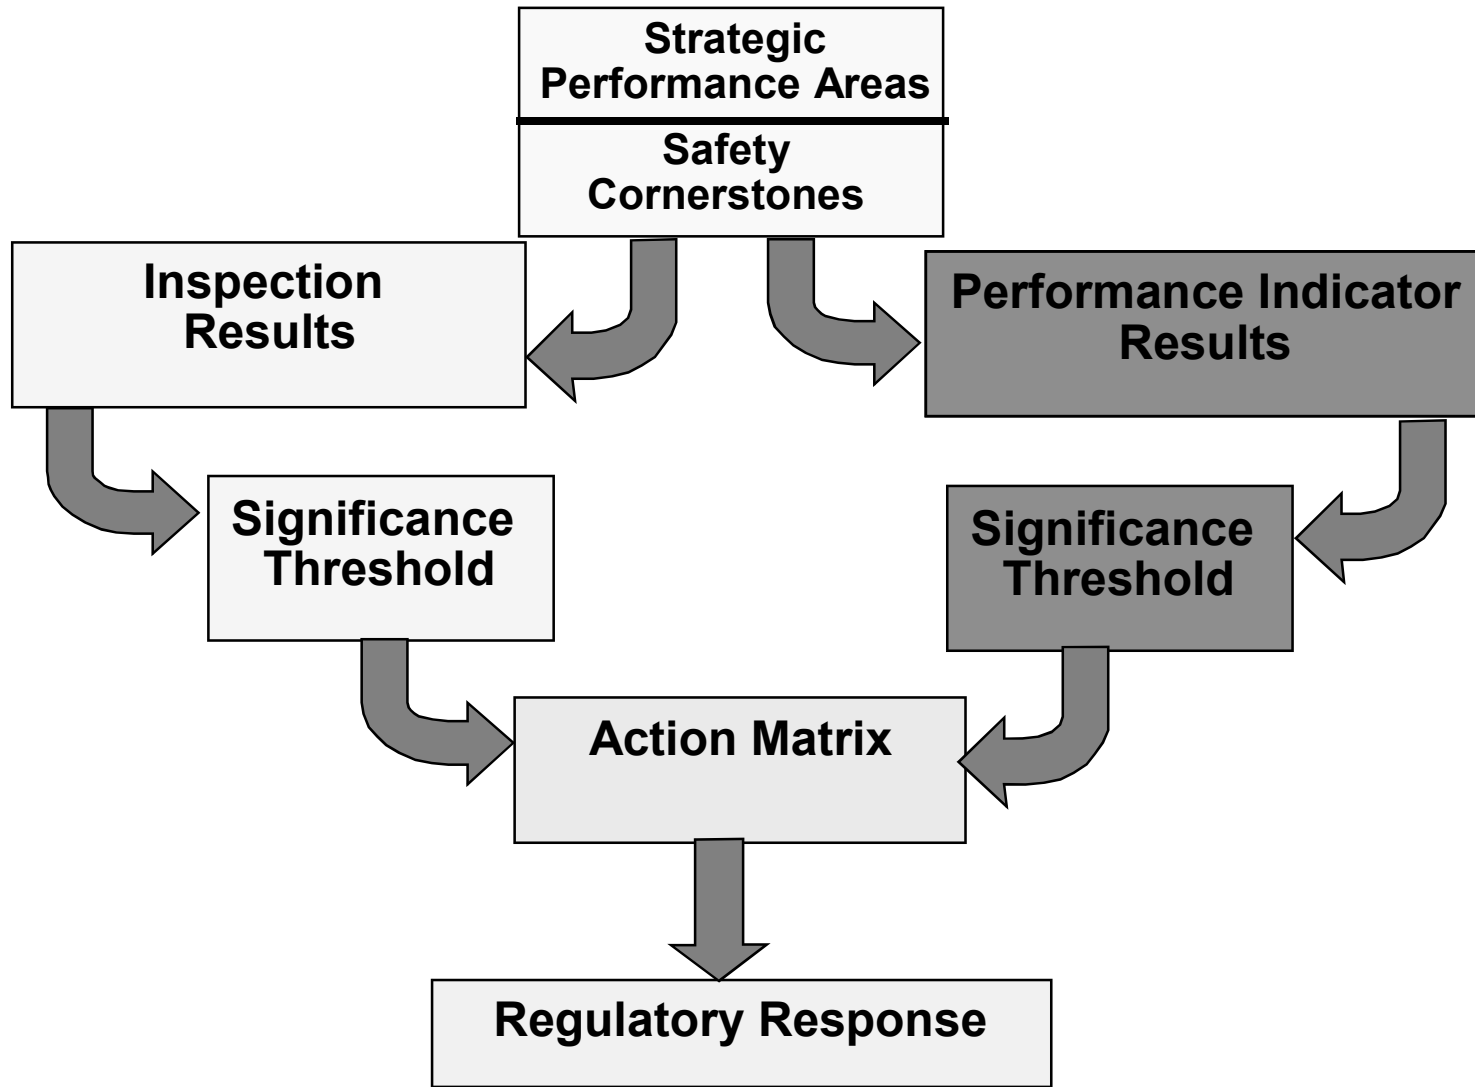 Strategic
Performance Areas
Safety
Cornerstones
Inspection
Results
Performance Indicator
Results
Significance
Threshold
Significance
Threshold
Action Matrix
Regulatory Response